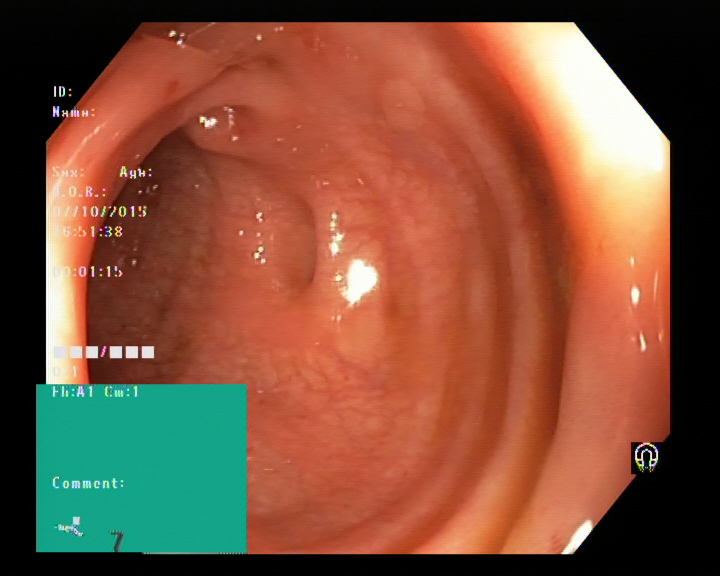 ID:
Name:
Sex: Age:
D.O.B.:
07/10/2015
16:51:38
00:01:15
/
Eh:A1 Cm:1
Comment: